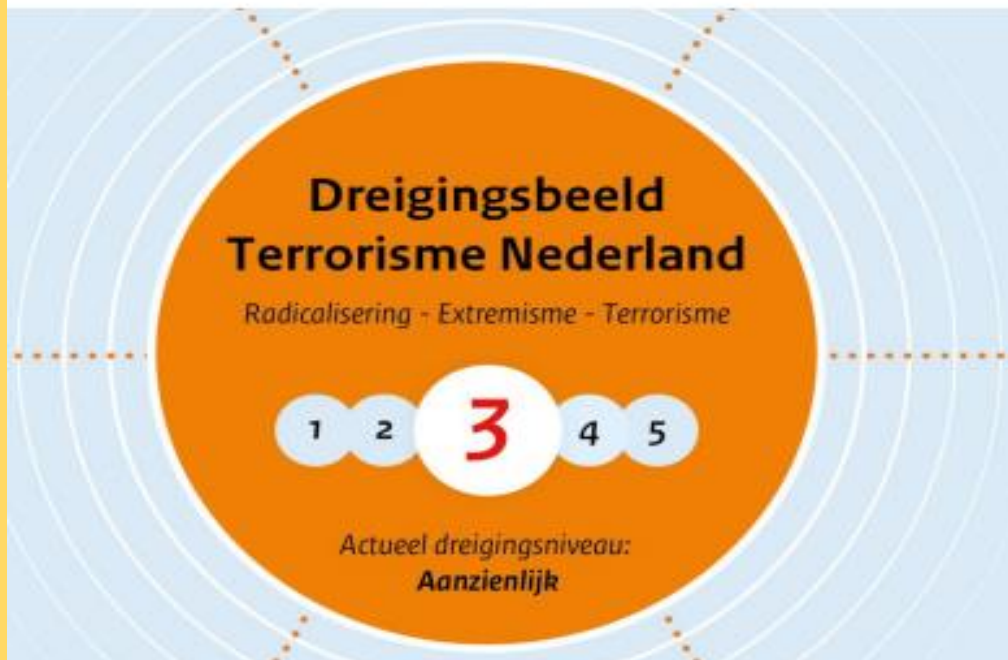 Dreigingsbeeld
Terrorisme Nederland
Radicalisering - Extremisme - Terrorisme
1 2 3 4 5
Actueel dreigingsniveau:
Aanzienlijk